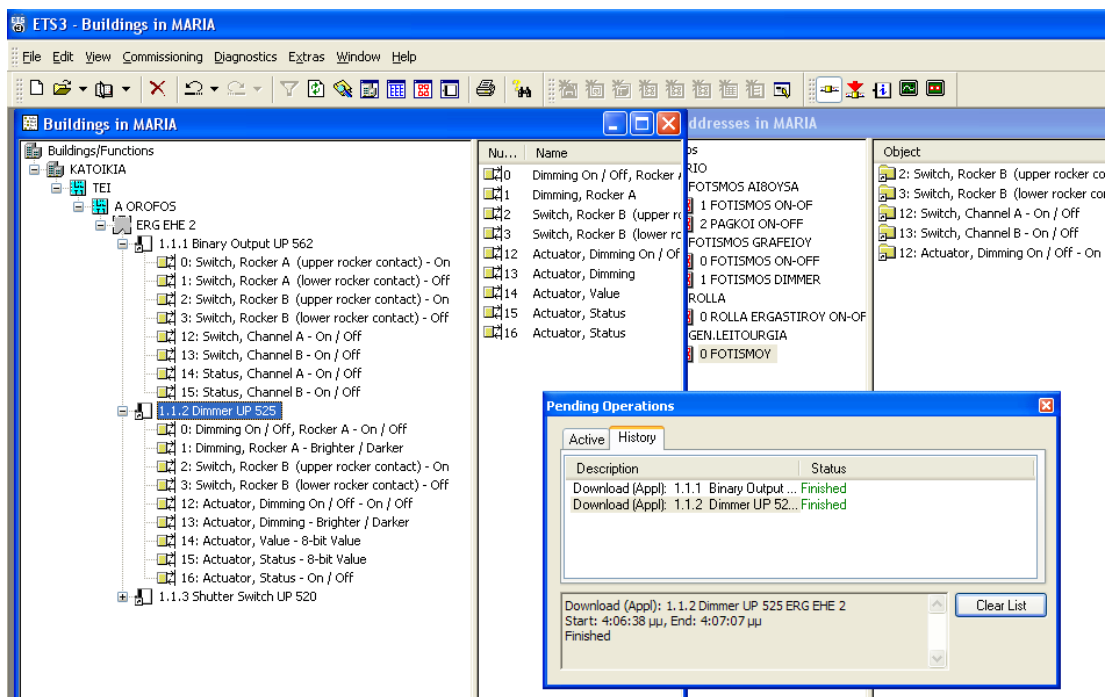 ETS3 - Buildings in MARIA
File Edit View Commissioning Diagnostics Extras Window Help
Buildings in MARIA
Buildings/Functions
KATOIKIA
TEI
A OROFOS
ERG EHE 2
1.1.1 Binary Output UP 562
0: Switch, Rocker A (upper rocker contact) - On
1: Switch, Rocker A (lower rocker contact) - Off
2: Switch, Rocker B (upper rocker contact) - On
3: Switch, Rocker B (lower rocker contact) - Off
12: Switch, Channel A - On / Off
13: Switch, Channel B - On / Off
14: Status, Channel A - On / Off
15: Status, Channel B - On / Off
1.1.2 Dimmer UP 525
0: Dimming On / Off, Rocker A - On / Off
1: Dimming, Rocker A - Brighter / Darker
2: Switch, Rocker B (upper rocker contact) - On
3: Switch, Rocker B (lower rocker contact) - Off
12: Actuator, Dimming On / Off - On / Off
13: Actuator, Dimming - Brighter / Darker
14: Actuator, Value - 8-bit Value
15: Actuator, Status - 8-bit Value
16: Actuator, Status - On / Off
1.1.3 Shutter Switch UP 520
Nu... Name
0 Dimming On / Off, Rocker
1 Dimming, Rocker A
2 Switch, Rocker B (upper r
3 Switch, Rocker B (lower r
12 Actuator, Dimming On / Of
13 Actuator, Dimming
14 Actuator, Value
15 Actuator, Status
16 Actuator, Status
ddresses in MARIA
ps
RIO
FOTSMOS AI8OYSA
1 FOTISMOS ON-OF
2 PAGKOI ON-OFF
FOTISMOS GRAFEIOY
0 FOTISMOS ON-OFF
1 FOTISMOS DIMMER
ROLLA
0 ROLLA ERGASTIROY ON-OF
GEN.LEITOURGIA
0 FOTISMOY
Object
2: Switch, Rocker B (upper rocker co
3: Switch, Rocker B (lower rocker co
12: Switch, Channel A - On / Off
13: Switch, Channel B - On / Off
12: Actuator, Dimming On / Off - On
Pending Operations
Active History
Description Status
Download (Appl): 1.1.1 Binary Output ... Finished
Download (Appl): 1.1.2 Dimmer UP 52... Finished
Download (Appl): 1.1.2 Dimmer UP 525 ERG EHE 2
Start: 4:06:38 μμ, End: 4:07:07 μμ
Finished
Clear List